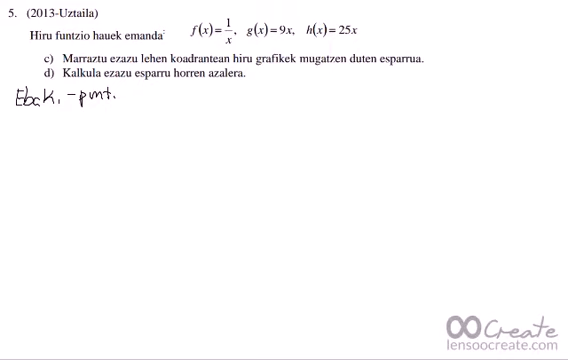 5. (2013-Uztaila)
Hiru funtzio hauek emanda: f(x)=1/x, g(x)=9x, h(x)=25x
c) Marraztu ezazu lehen koadrantean hiru grafikek mugatzen duten esparrua.
d) Kalkula ezazu esparru horren azalera.
Ebak,-pmt.
Create
lensoocreate.com